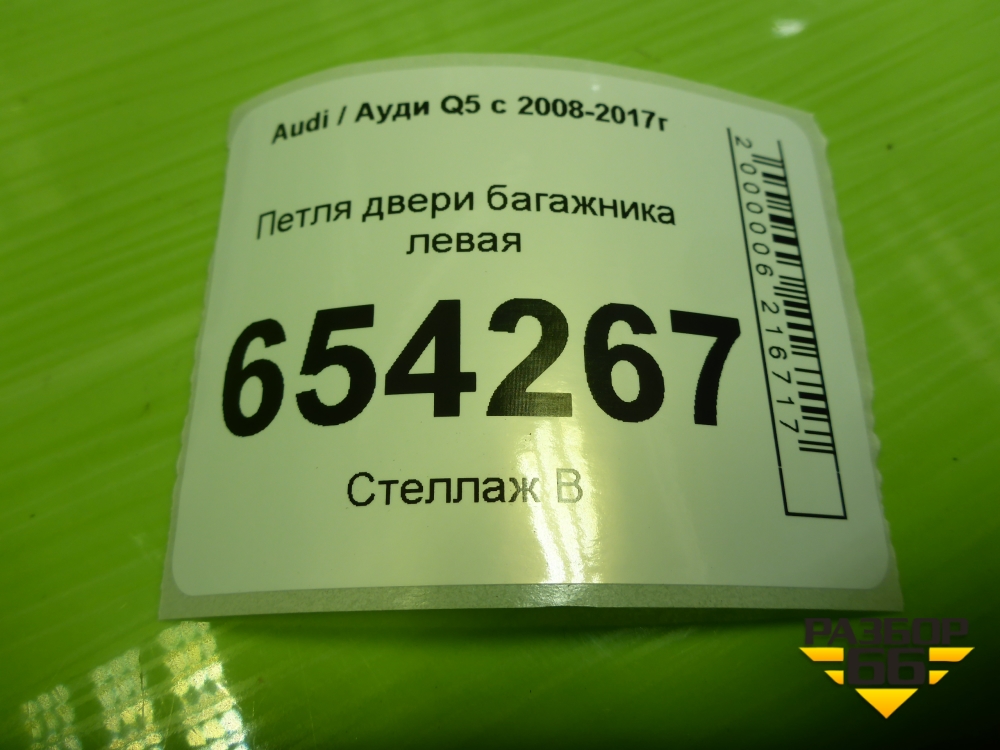 Audi / Ауди Q5 с 2008-2017г
Петля двери багажника
левая
654267
Стеллаж В
2000006216717
РАЗБОР
66